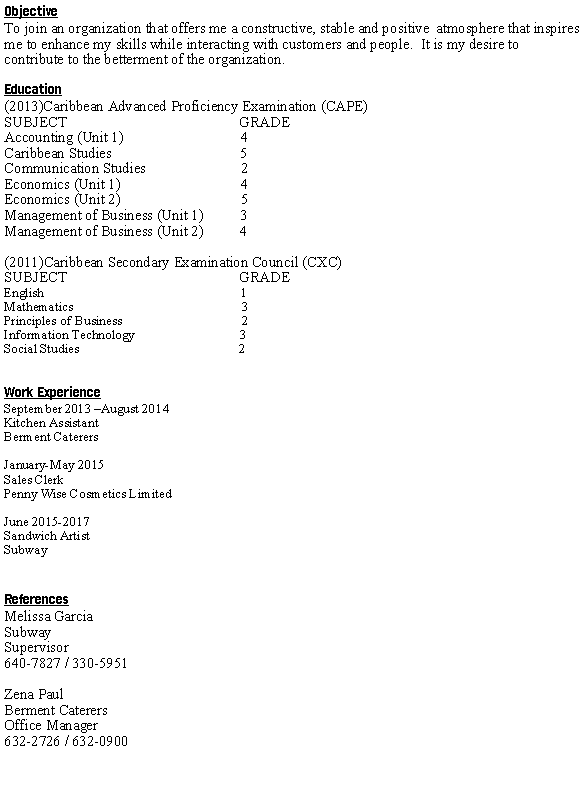 Objective
To join an organization that offers me a constructive, stable and positive atmosphere that inspires
me to enhance my skills while interacting with customers and people. It is my desire to
contribute to the betterment of the organization.
Education
(2013)Caribbean Advanced Proficiency Examination (CAPE)
SUBJECT GRADE
Accounting (Unit 1) 4
Caribbean Studies 5
Communication Studies 2
Economics (Unit 1) 4
Economics (Unit 2) 5
Management of Business (Unit 1) 3
Management of Business (Unit 2) 4
(2011)Caribbean Secondary Examination Council (CXC)
SUBJECT GRADE
English 1
Mathematics 3
Principles of Business 2
Information Technology 3
Social Studies 2
Work Experience
September 2013 –August 2014
Kitchen Assistant
Berment Caterers
January-May 2015
Sales Clerk
Penny Wise Cosmetics Limited
June 2015-2017
Sandwich Artist
Subway
References
Melissa Garcia
Subway
Supervisor
640-7827 / 330-5951
Zena Paul
Berment Caterers
Office Manager
632-2726 / 632-0900